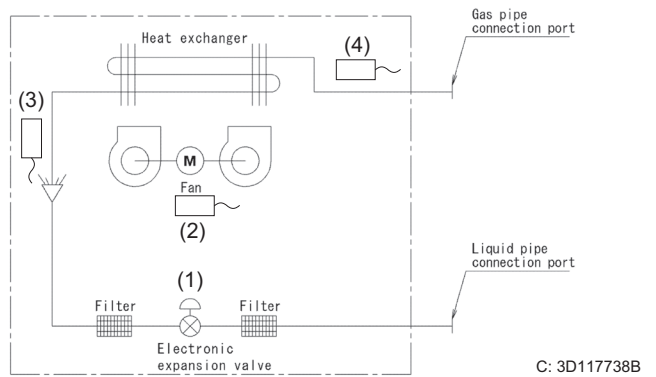 Gas pipe
connection port
Heat exchanger
(4)
(3)
M
Fan
(2)
Liquid pipe
connection port
(1)
Filter
Filter
Electronic
expansion valve
C: 3D117738B